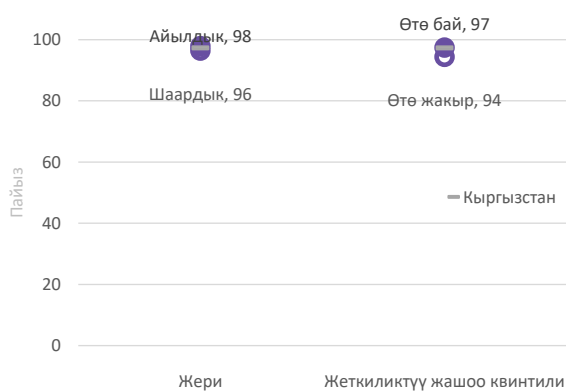 Өтө бай, 97
100
Айылдык, 98
Шаардык, 96
Өтө жакыр, 94
80
60
Пайыз
Кыргызстан
40
20
0
Жери
Жеткиликтүү жашоо квинтили